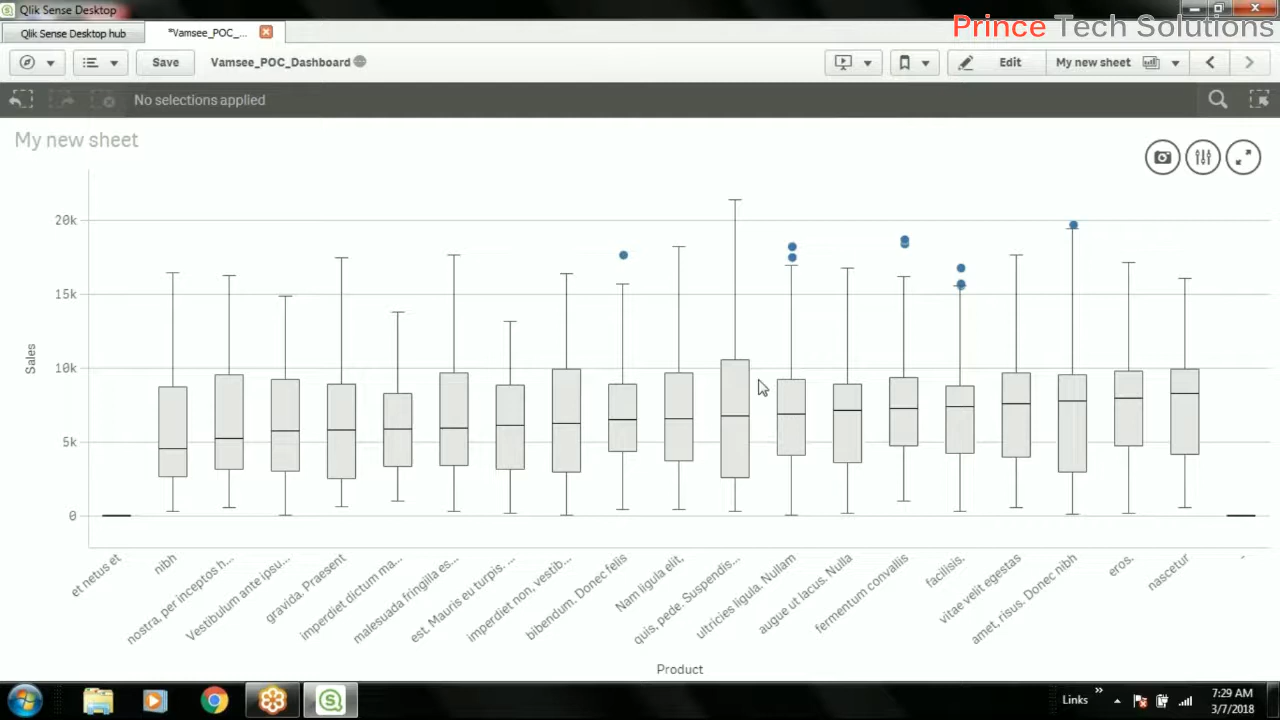 Qlik Sense Desktop
Prince Tech Solutions
Qlik Sense Desktop hub
*Vamsee_POC_...
Save
Vamsee_POC_Dashboard
Edit
My new sheet
No selections applied
My new sheet
20k
15k
10k
5k
0
Sales
et netus et
nibh
nostra, per inceptos h...
Vestibulum ante ipsu...
gravida. Praesent
imperdiet dictum ma...
malesuada fringilla es...
est. Mauris eu turpis. ...
imperdiet non, vestib...
bibendum. Donec felis
Nam ligula elit,
quis, pede. Suspendis...
ultricies ligula. Nullam
augue ut lacus. Nulla
fermentum convallis
facilisis.
vitae velit egestas
amet, risus. Donec nibh
eros.
nascetur
-
Product
Links
7:29 AM
3/7/2018